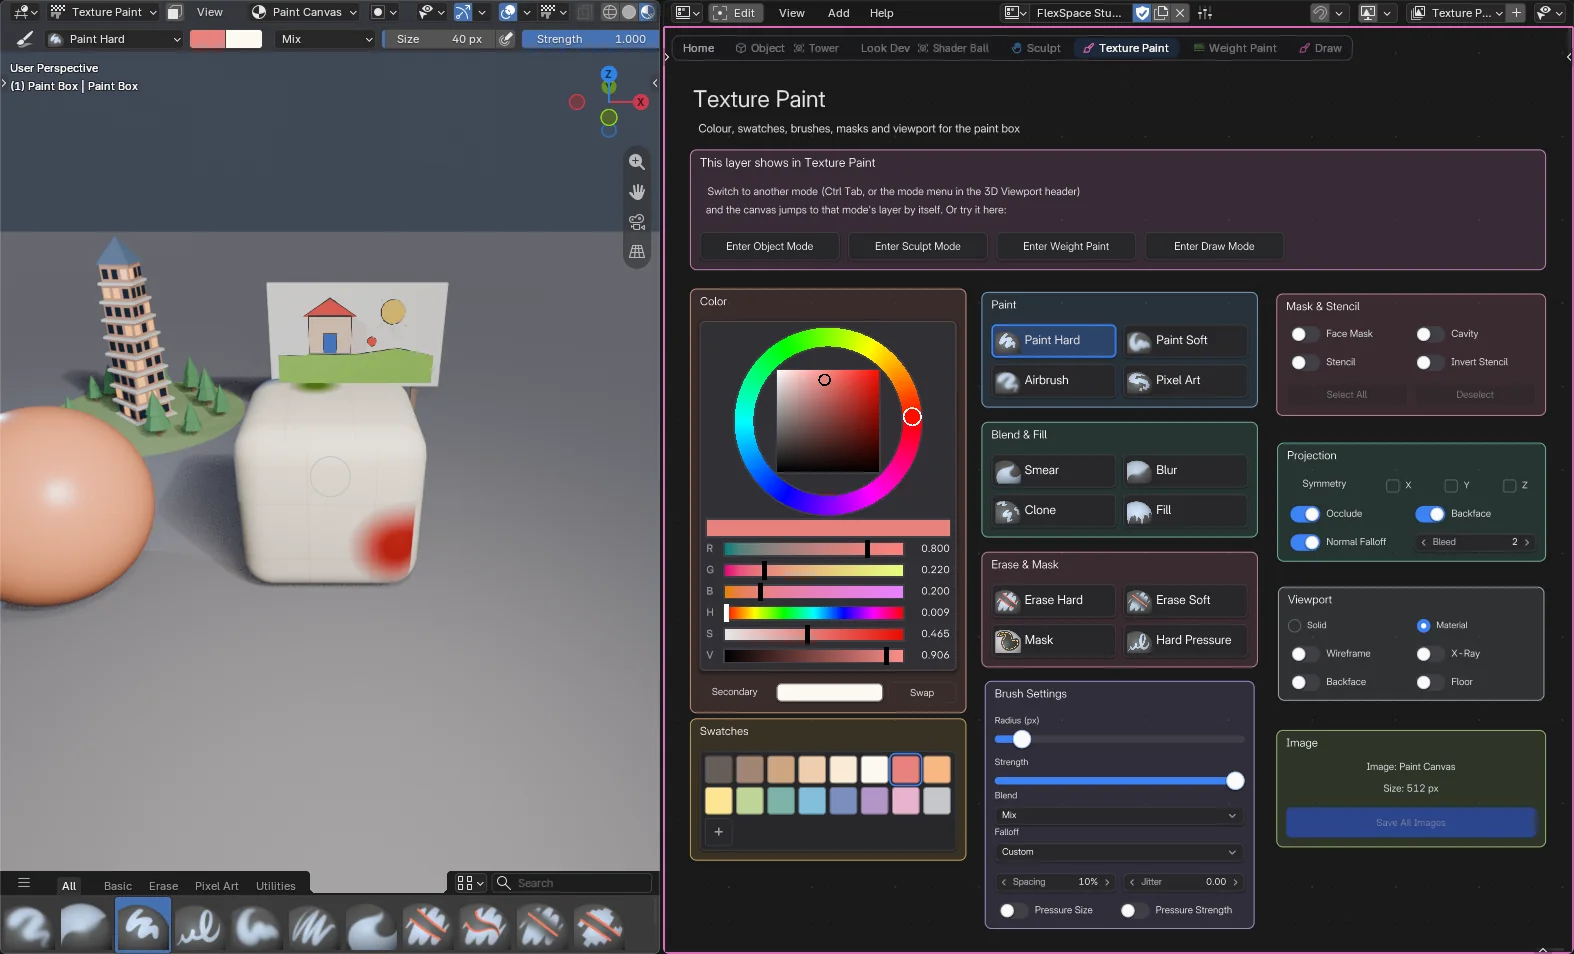 Texture Paint
View
Paint Canvas
Edit
View
Add
Help
FlexSpace Stu...
Texture P...
Paint Hard
Mix
Size 40 px
Strength 1.000
Home
Object
Tower
Look Dev
Shader Ball
Sculpt
Texture Paint
Weight Paint
Draw
User Perspective
(1) Paint Box | Paint Box
Z
Y
X
Texture Paint
Colour, swatches, brushes, masks and viewport for the paint box
This layer shows in Texture Paint
Switch to another mode (Ctrl Tab, or the mode menu in the 3D Viewport header)
and the canvas jumps to that mode's layer by itself. Or try it here:
Enter Object Mode
Enter Sculpt Mode
Enter Weight Paint
Enter Draw Mode
Color
R 0.800
G 0.220
B 0.200
H 0.009
S 0.465
V 0.906
Secondary
Swap
Swatches
+
Paint
Paint Hard
Paint Soft
Airbrush
Pixel Art
Blend & Fill
Smear
Blur
Clone
Fill
Erase & Mask
Erase Hard
Erase Soft
Mask
Hard Pressure
Brush Settings
Radius (px)
Strength
Blend
Mix
Falloff
Custom
Spacing 10%
Jitter 0.00
Pressure Size
Pressure Strength
Mask & Stencil
Face Mask
Cavity
Stencil
Invert Stencil
Select All
Deselect
Projection
Symmetry X Y Z
Occlude
Backface
Normal Falloff
Bleed 2
Viewport
Solid
Material
Wireframe
X-Ray
Backface
Floor
Image
Image: Paint Canvas
Size: 512 px
Save All Images
All
Basic
Erase
Pixel Art
Utilities
Search